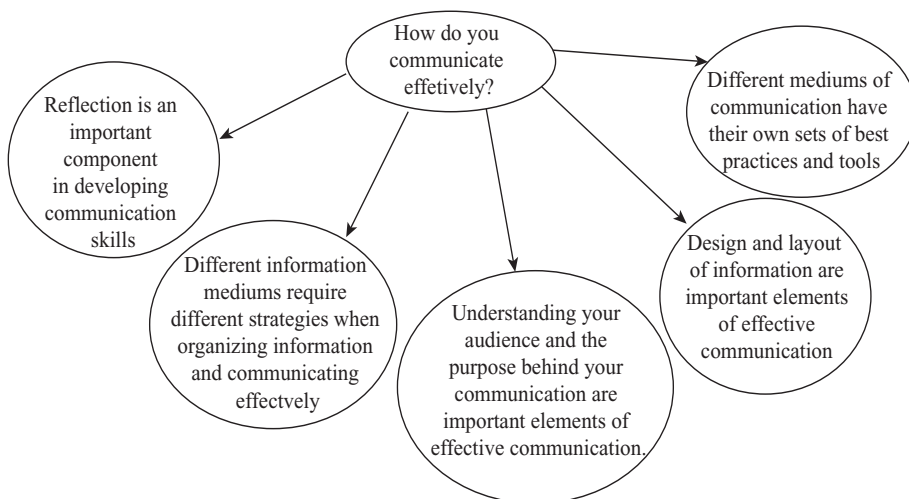 How do you
communicate
effetively?
Reflection is an
important
component
in developing
communication
skills
Different information
mediums require
different strategies when
organizing information
and communicating
effectvely
Understanding your
audience and the
purpose behind your
communication are
important elements of
effective communication.
Design and layout
of information are
important elements
of effective
communication
Different mediums of
communication have
their own sets of best
practices and tools